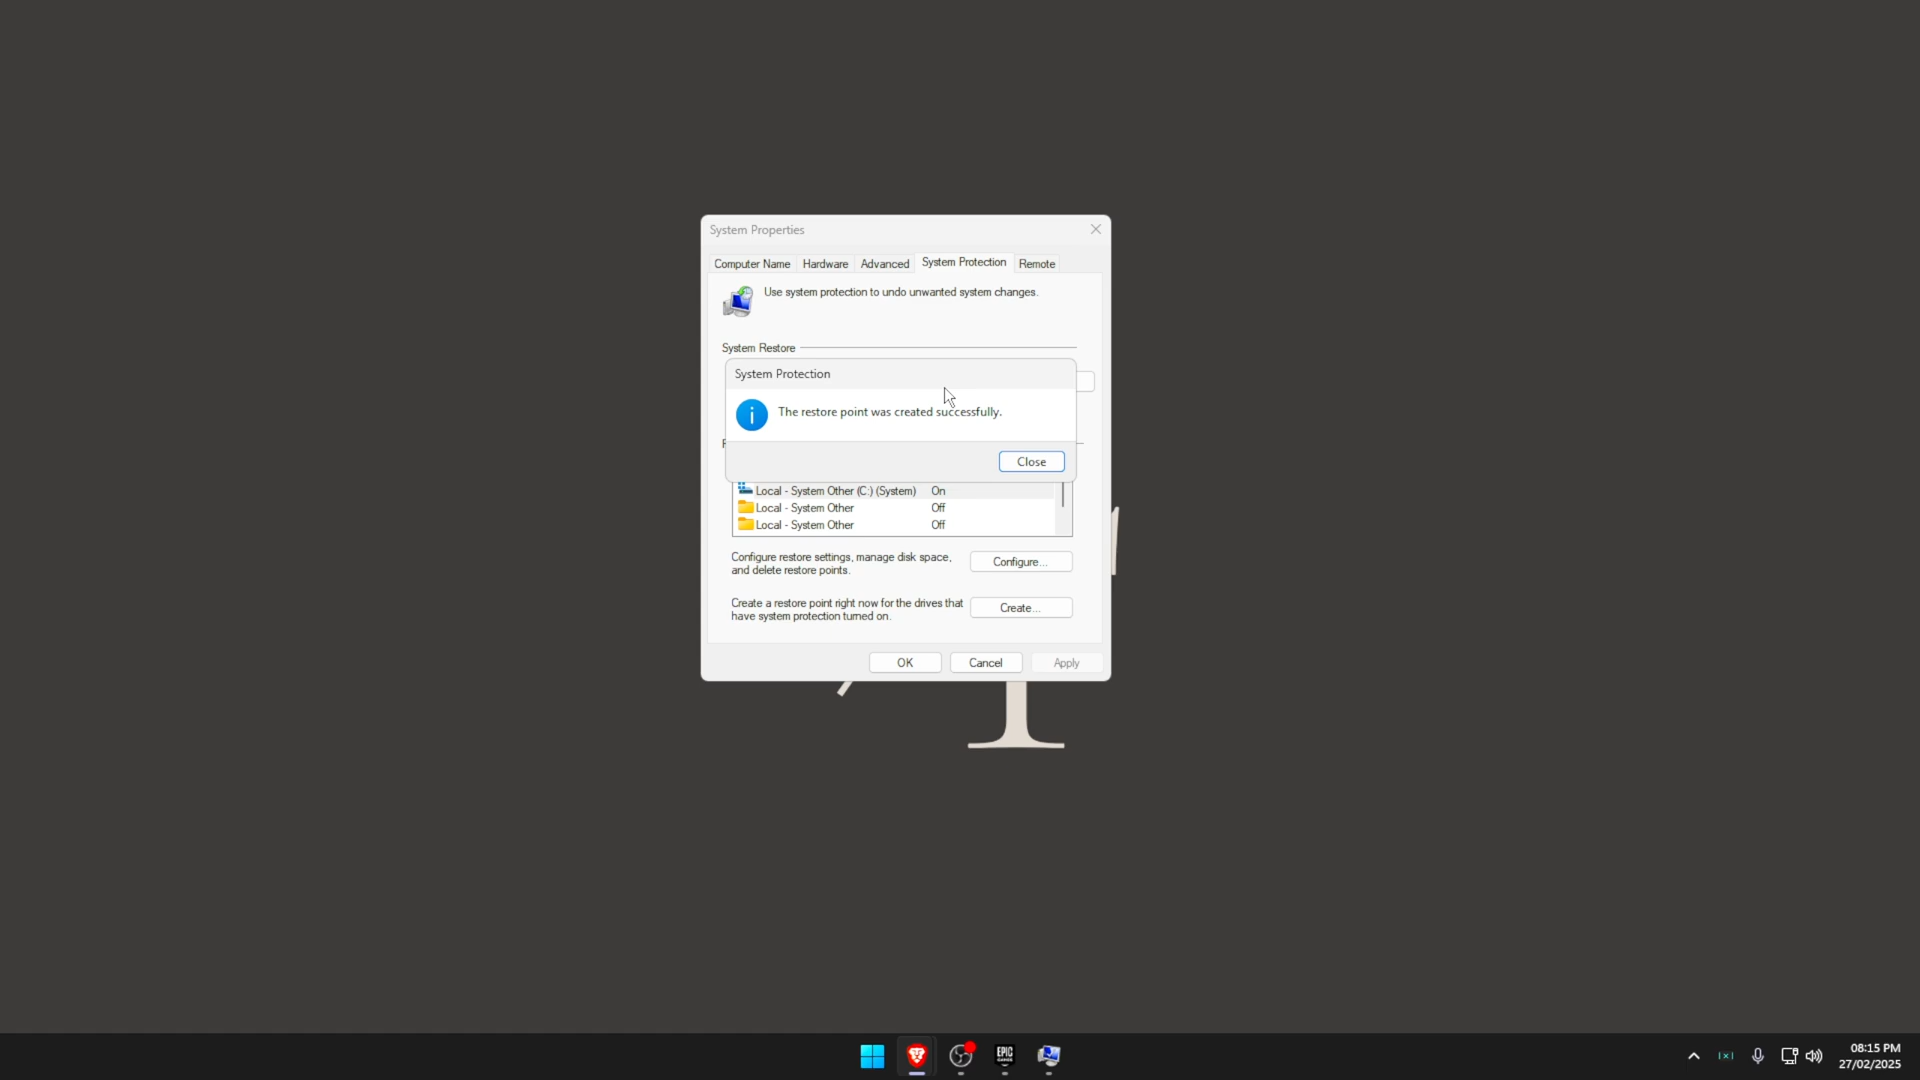 System Properties
Computer Name Hardware Advanced System Protection Remote
Use system protection to undo unwanted system changes.
System Restore
System Protection
The restore point was created successfully.
Close
Local - System Other (C:) (System) On
Local - System Other Off
Local - System Other Off
Configure restore settings, manage disk space,
and delete restore points.
Configure...
Create a restore point right now for the drives that
have system protection turned on.
Create...
OK Cancel Apply
EPIC
GAMES
08:15 PM
27/02/2025